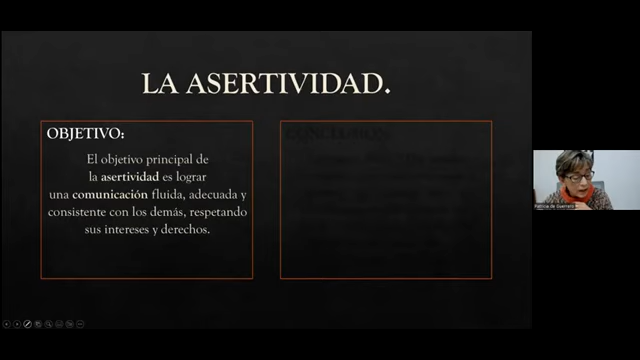 LA ASERTIVIDAD.
OBJETIVO:
El objetivo principal de
la asertividad es lograr
una comunicación fluida, adecuada y
consistente con los demás, respetando
sus intereses y derechos.
Patricia de Guerrero